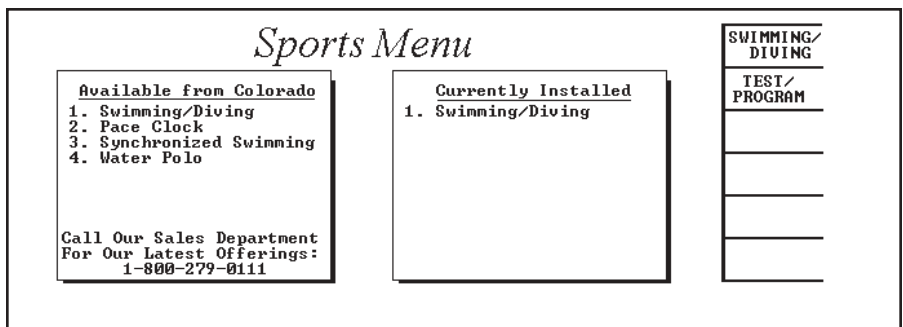 Sports Menu
Available from Colorado
1. Swimming/Diving
2. Pace Clock
3. Synchronized Swimming
4. Water Polo
Call Our Sales Department
For Our Latest Offerings:
1-800-279-0111
Currently Installed
1. Swimming/Diving
SWIMMING/
DIVING
TEST/
PROGRAM